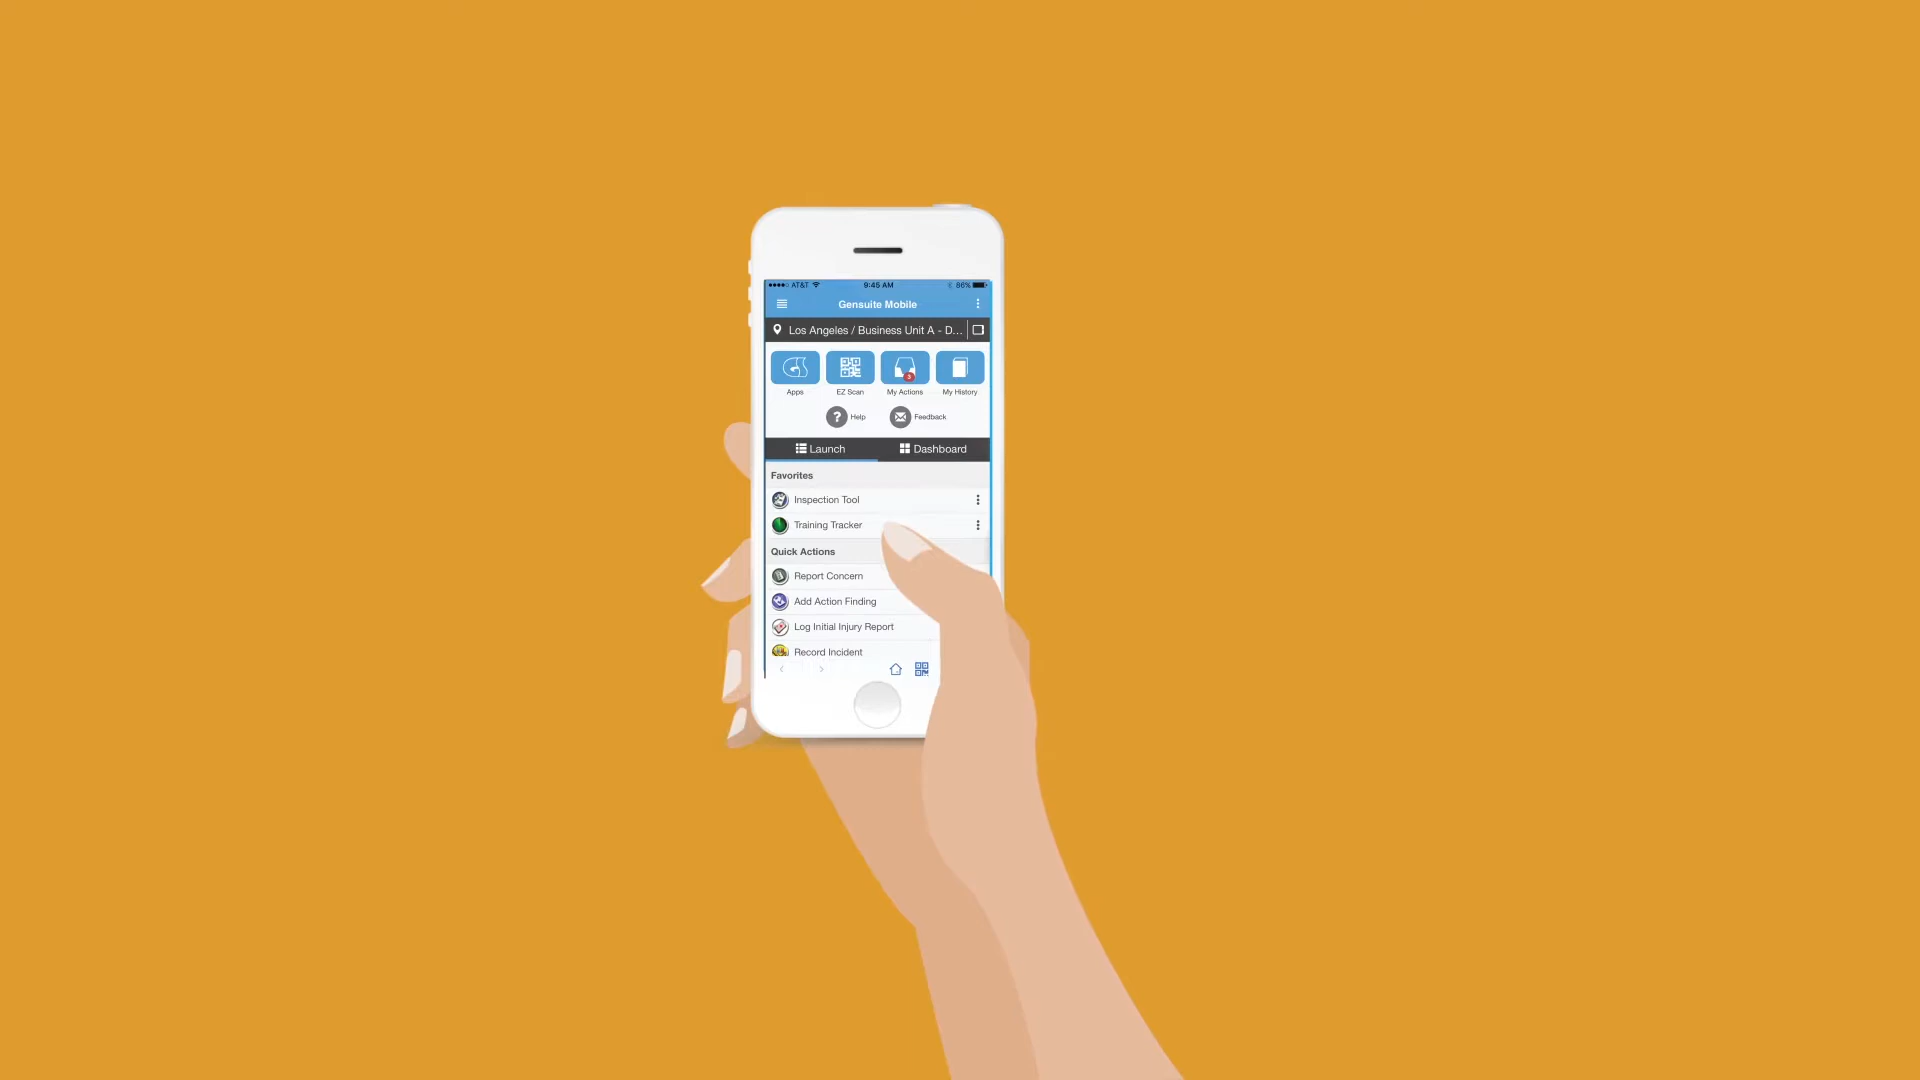 AT&T 9:45 AM 86%
Gensuite Mobile
Los Angeles / Business Unit A - D...
Apps EZ Scan My Actions My History
3
? Help Feedback
Launch Dashboard
Favorites
Inspection Tool
Training Tracker
Quick Actions
Report Concern
Add Action Finding
Log Initial Injury Report
Record Incident